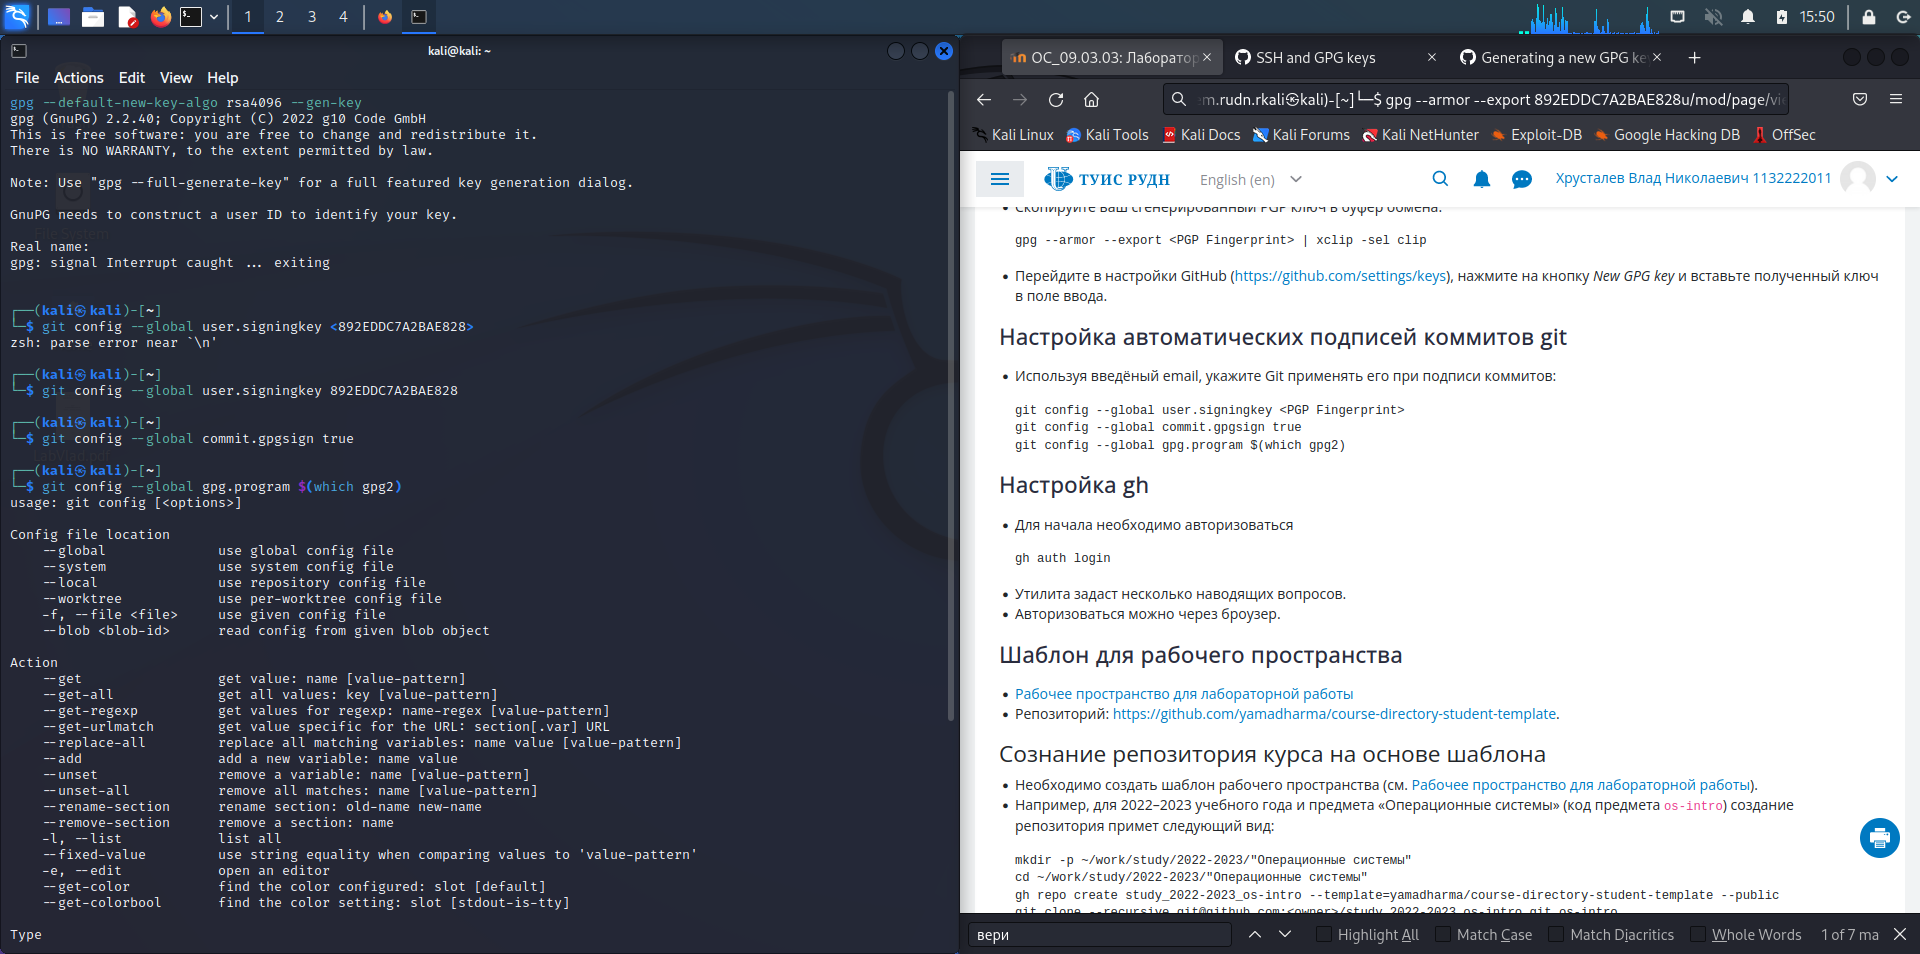 1 2 3 4 15:50
kali@kali: ~
File Actions Edit View Help
gpg --default-new-key-algo rsa4096 --gen-key
gpg (GnuPG) 2.2.40; Copyright (C) 2022 g10 Code GmbH
This is free software: you are free to change and redistribute it.
There is NO WARRANTY, to the extent permitted by law.
Note: Use "gpg --full-generate-key" for a full featured key generation dialog.
GnuPG needs to construct a user ID to identify your key.
Real name:
gpg: signal Interrupt caught ... exiting
┌──(kali㉿kali)-[~]
└─$ git config --global user.signingkey <892EDDC7A2BAE828>
zsh: parse error near `\n'
┌──(kali㉿kali)-[~]
└─$ git config --global user.signingkey 892EDDC7A2BAE828
┌──(kali㉿kali)-[~]
└─$ git config --global commit.gpgsign true
┌──(kali㉿kali)-[~]
└─$ git config --global gpg.program $(which gpg2)
usage: git config [<options>]
Config file location
--global use global config file
--system use system config file
--local use repository config file
--worktree use per-worktree config file
-f, --file <file> use given config file
--blob <blob-id> read config from given blob object
Action
--get get value: name [value-pattern]
--get-all get all values: key [value-pattern]
--get-regexp get values for regexp: name-regex [value-pattern]
--get-urlmatch get value specific for the URL: section[.var] URL
--replace-all replace all matching variables: name value [value-pattern]
--add add a new variable: name value
--unset remove a variable: name [value-pattern]
--unset-all remove all matches: name [value-pattern]
--rename-section rename section: old-name new-name
--remove-section remove a section: name
-l, --list list all
--fixed-value use string equality when comparing values to 'value-pattern'
-e, --edit open an editor
--get-color find the color configured: slot [default]
--get-colorbool find the color setting: slot [stdout-is-tty]
Type
ОС_09.03.03: Лаборатор SSH and GPG keys Generating a new GPG ke
em.rudn.rkali㉿kali)-[~]└─$ gpg --armor --export 892EDDC7A2BAE828u/mod/page/vi
Kali Linux Kali Tools Kali Docs Kali Forums Kali NetHunter Exploit-DB Google Hacking DB OffSec
ТУИС РУДН English (en) Хрусталев Влад Николаевич 1132222011
Скопируйте ваш сгенерированный PGP ключ в буфер обмена:
gpg --armor --export <PGP Fingerprint> | xclip -sel clip
Перейдите в настройки GitHub (https://github.com/settings/keys), нажмите на кнопку New GPG key и вставьте полученный ключ
в поле ввода.
Настройка автоматических подписей коммитов git
Используя введёный email, укажите Git применять его при подписи коммитов:
git config --global user.signingkey <PGP Fingerprint>
git config --global commit.gpgsign true
git config --global gpg.program $(which gpg2)
Настройка gh
Для начала необходимо авторизоваться
gh auth login
Утилита задаст несколько наводящих вопросов.
Авторизоваться можно через броузер.
Шаблон для рабочего пространства
Рабочее пространство для лабораторной работы
Репозиторий: https://github.com/yamadharma/course-directory-student-template.
Сознание репозитория курса на основе шаблона
Необходимо создать шаблон рабочего пространства (см. Рабочее пространство для лабораторной работы).
Например, для 2022–2023 учебного года и предмета «Операционные системы» (код предмета os-intro) создание
репозитория примет следующий вид:
mkdir -p ~/work/study/2022-2023/"Операционные системы"
cd ~/work/study/2022-2023/"Операционные системы"
gh repo create study_2022-2023_os-intro --template=yamadharma/course-directory-student-template --public
git clone --recursive git@github.com:<owner>/study_2022-2023_os-intro.git os-intro
вери Highlight All Match Case Match Diacritics Whole Words 1 of 7 ma